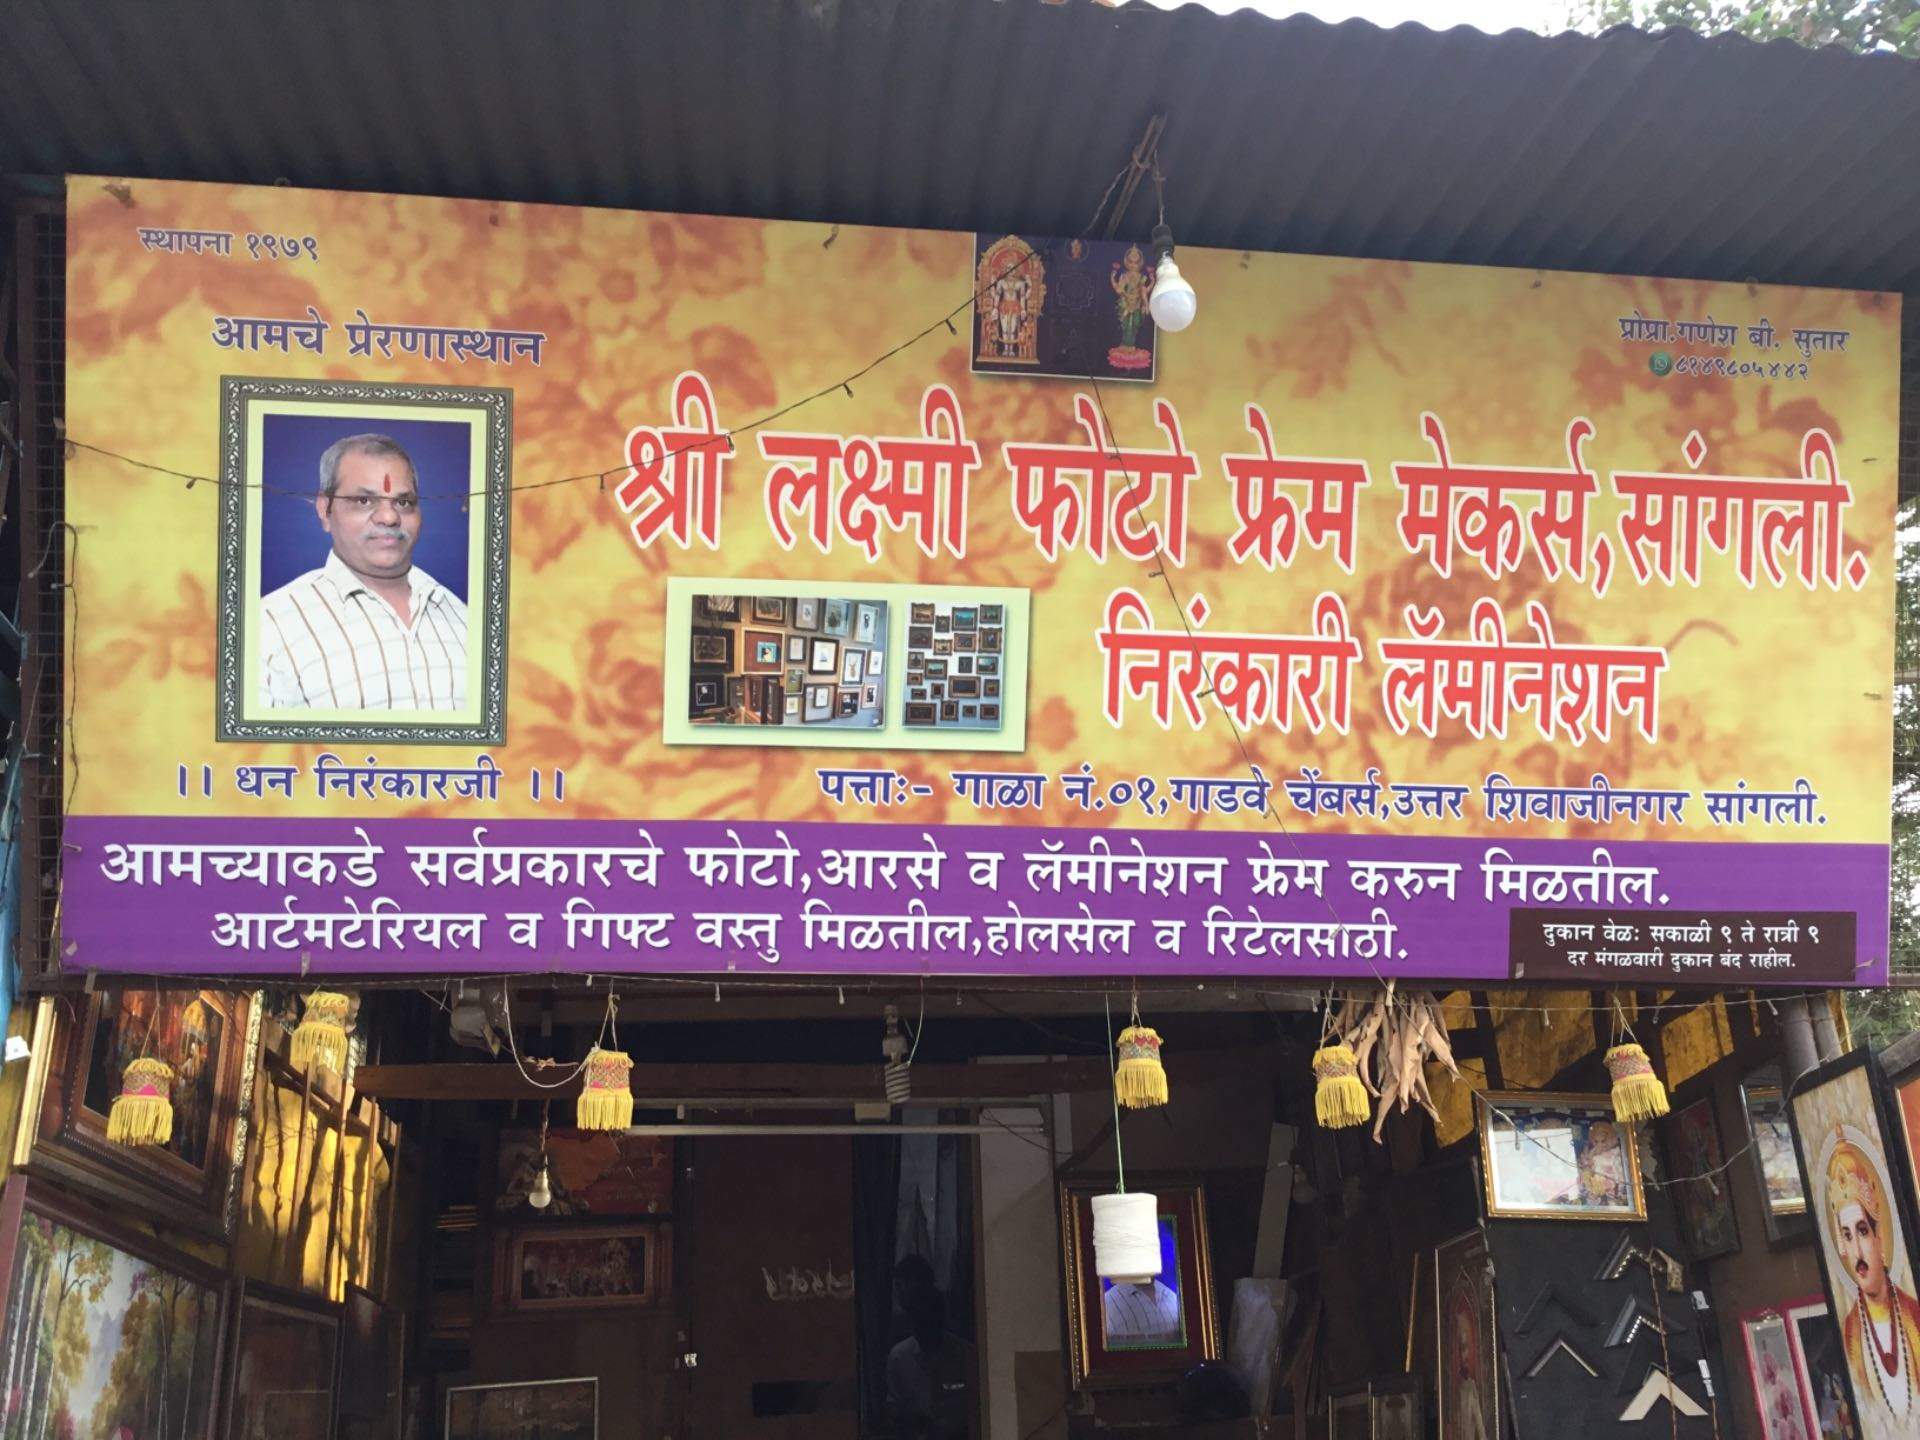 स्थापना १९७९
आमचे प्रेरणास्थान
प्रोप्रा.गणेश बी. सुतार
८१४९८०५४४२
श्री लक्ष्मी फोटो फ्रेम मेकर्स,सांगली.
निरंकारी लॅमीनेशन
।। धन निरंकारजी ।।
पत्ताः- गाळा नं.०१,गाडवे चेंबर्स,उत्तर शिवाजीनगर सांगली.
आमच्याकडे सर्वप्रकारचे फोटो,आरसे व लॅमीनेशन फ्रेम करुन मिळतील.
आर्टमटेरियल व गिफ्ट वस्तु मिळतील,होलसेल व रिटेलसाठी.
दुकान वेळः सकाळी ९ ते रात्री ९
दर मंगळवारी दुकान बंद राहील.